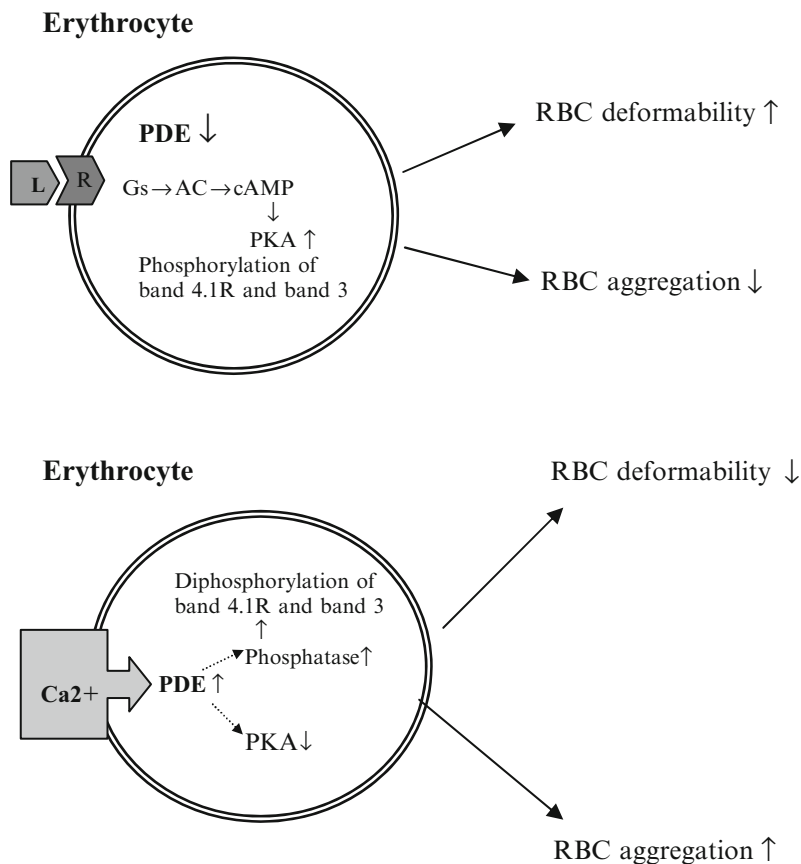 Erythrocyte
RBC deformability ↑
PDE ↓
L R
Gs→AC→cAMP
↓
PKA ↑
Phosphorylation of
band 4.1R and band 3
RBC aggregation ↓
Erythrocyte
RBC deformability ↓
Diphosphorylation of
band 4.1R and band 3
↑
Phosphatase↑
Ca2+
PDE ↑
PKA↓
RBC aggregation ↑